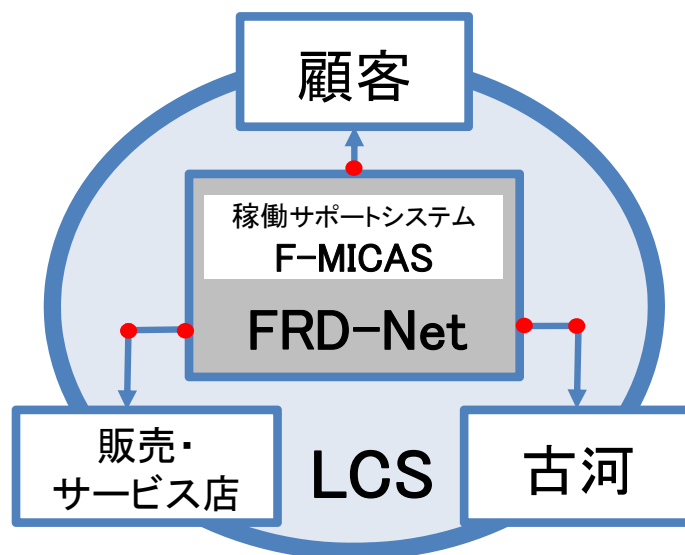 顧客
稼働サポートシステム
F-MICAS
FRD-Net
販売・
サービス店
LCS
古河